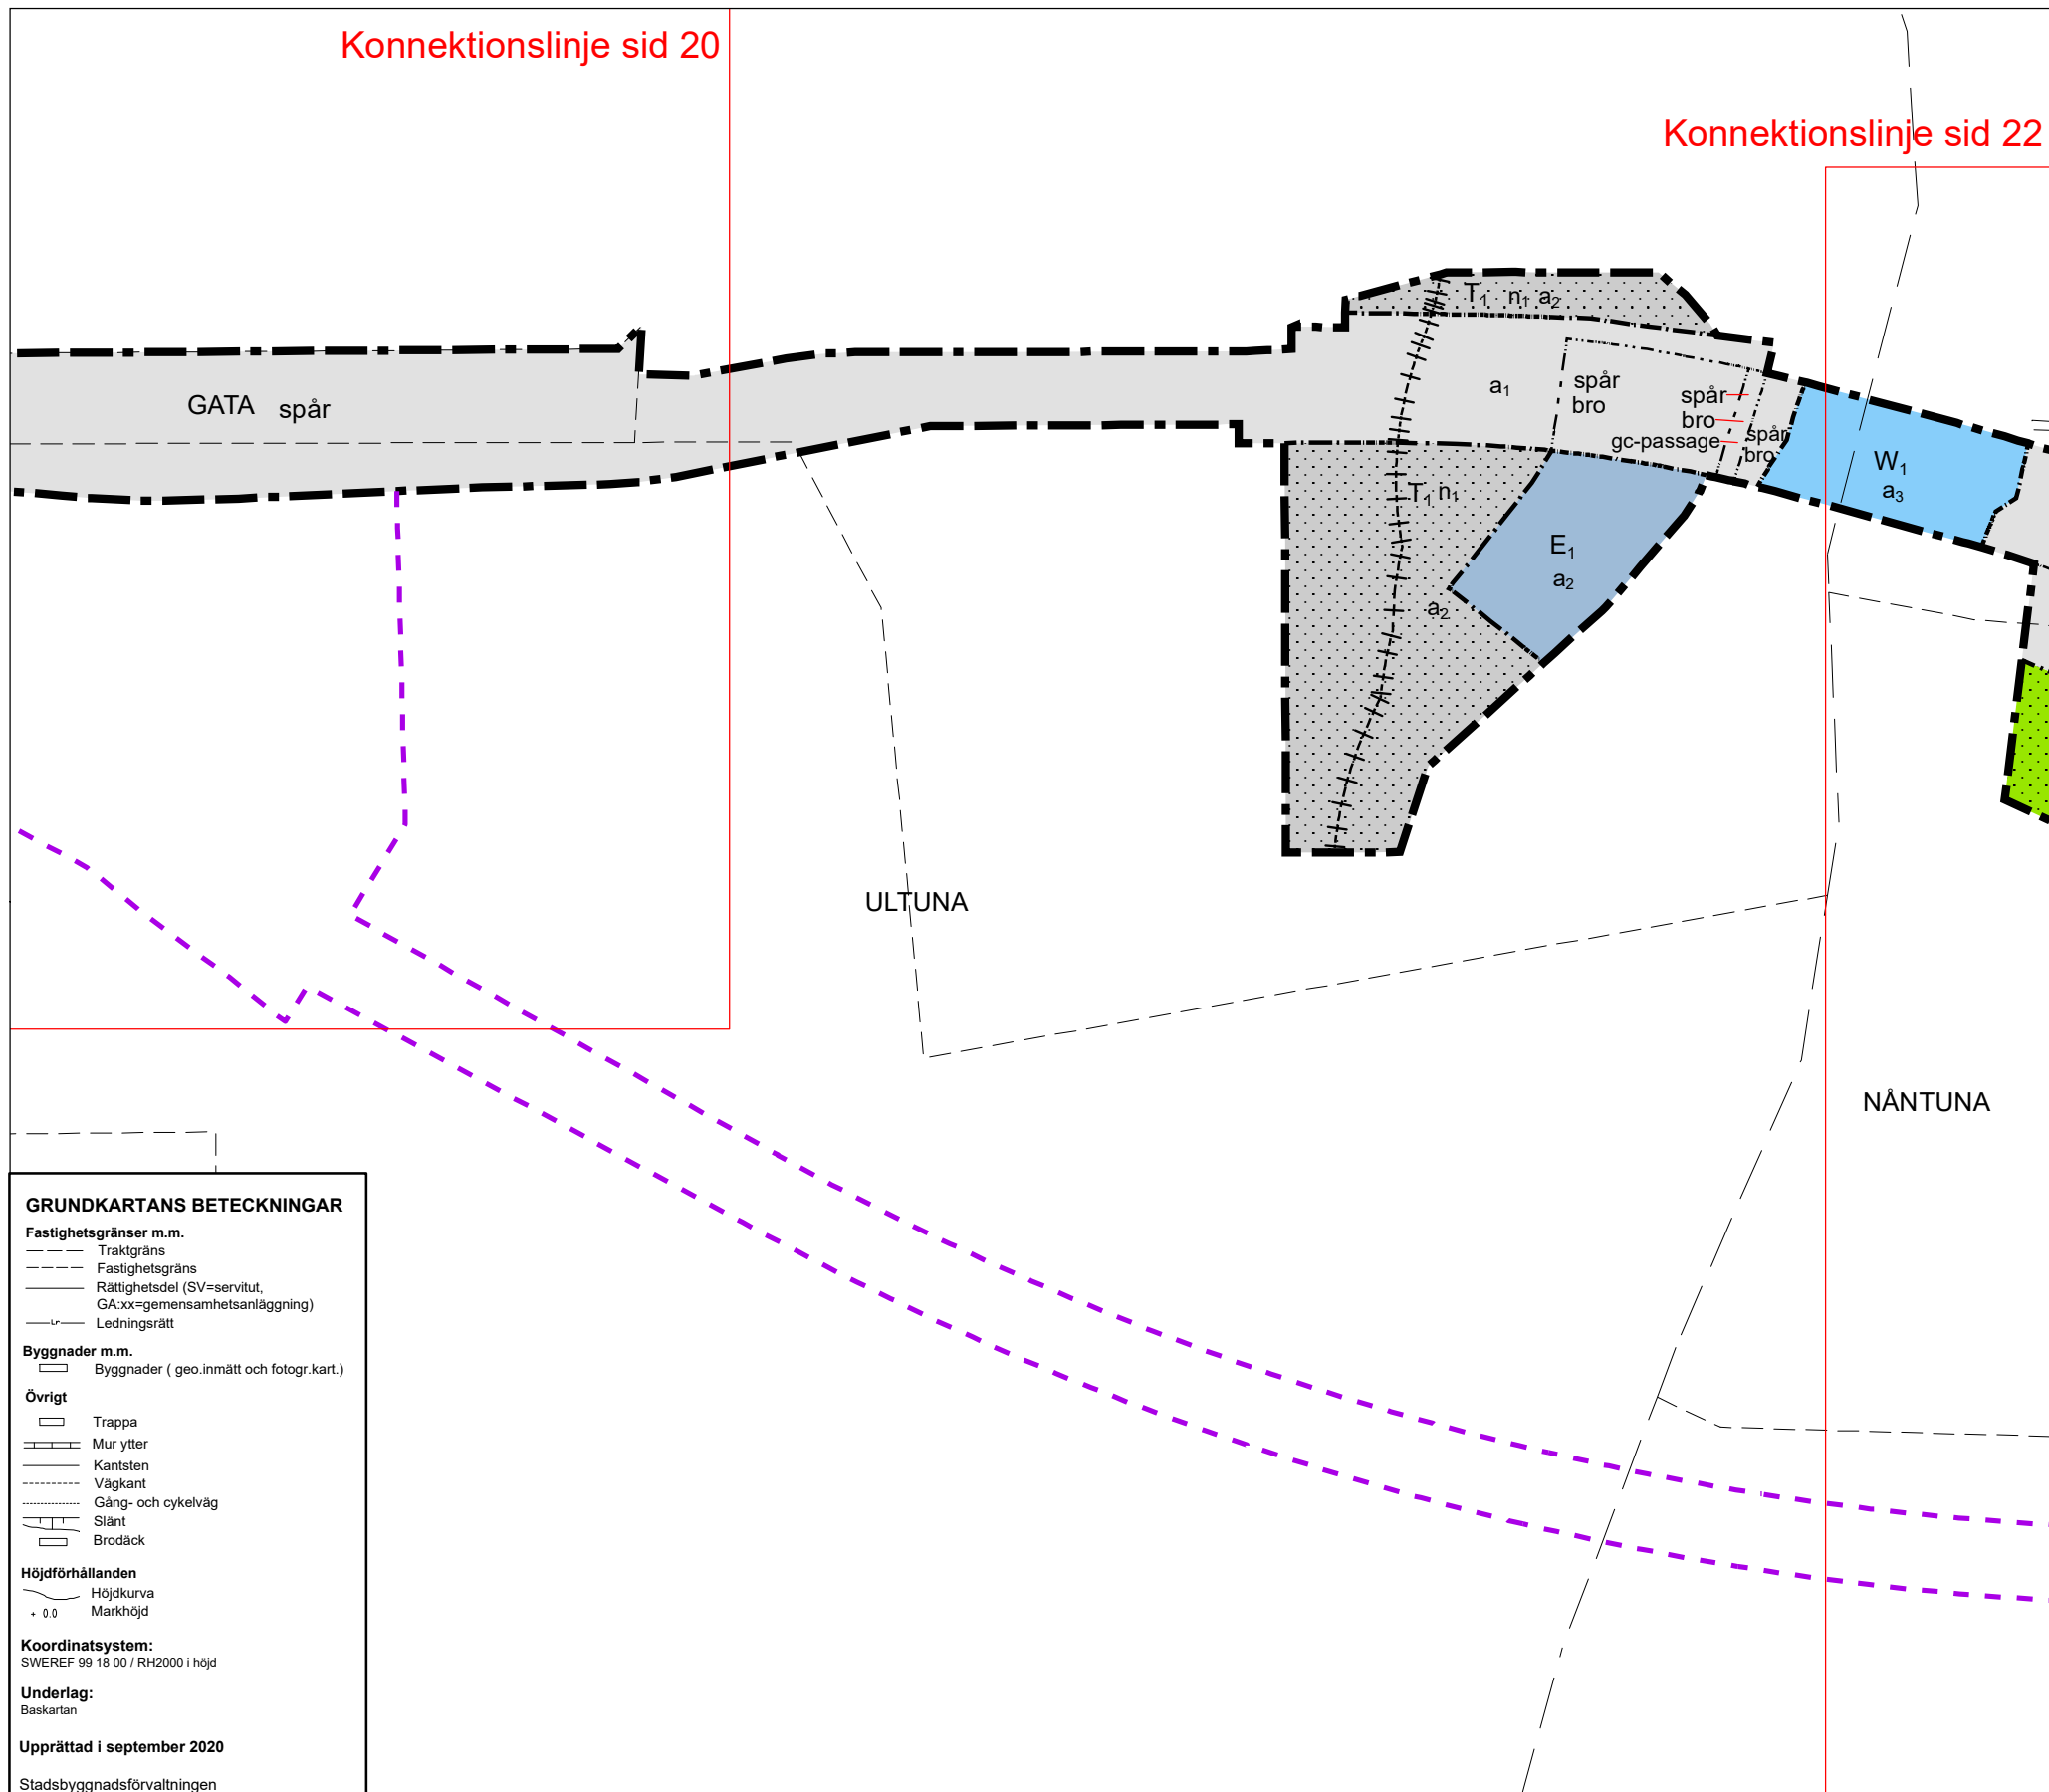 Konnektionslinje sid 20
Konnektionslinje sid 22
T1 n1 a2
GATA spår
a1
spår
bro
spår
bro
gc-passage
spår
bro
W1
a3
T1 n1
E1
a2
a2
ULTUNA
NÅNTUNA
GRUNDKARTANS BETECKNINGAR
Fastighetsgränser m.m.
Traktgräns
Fastighetsgräns
Rättighetsdel (SV=servitut,
GA:xx=gemensamhetsanläggning)
Lr Ledningsrätt
Byggnader m.m.
Byggnader ( geo.inmätt och fotogr.kart.)
Övrigt
Trappa
Mur ytter
Kantsten
Vägkant
Gång- och cykelväg
Slänt
Brodäck
Höjdförhållanden
Höjdkurva
+ 0.0 Markhöjd
Koordinatsystem:
SWEREF 99 18 00 / RH2000 i höjd
Underlag:
Baskartan
Upprättad i september 2020
Stadsbyggnadsförvaltningen